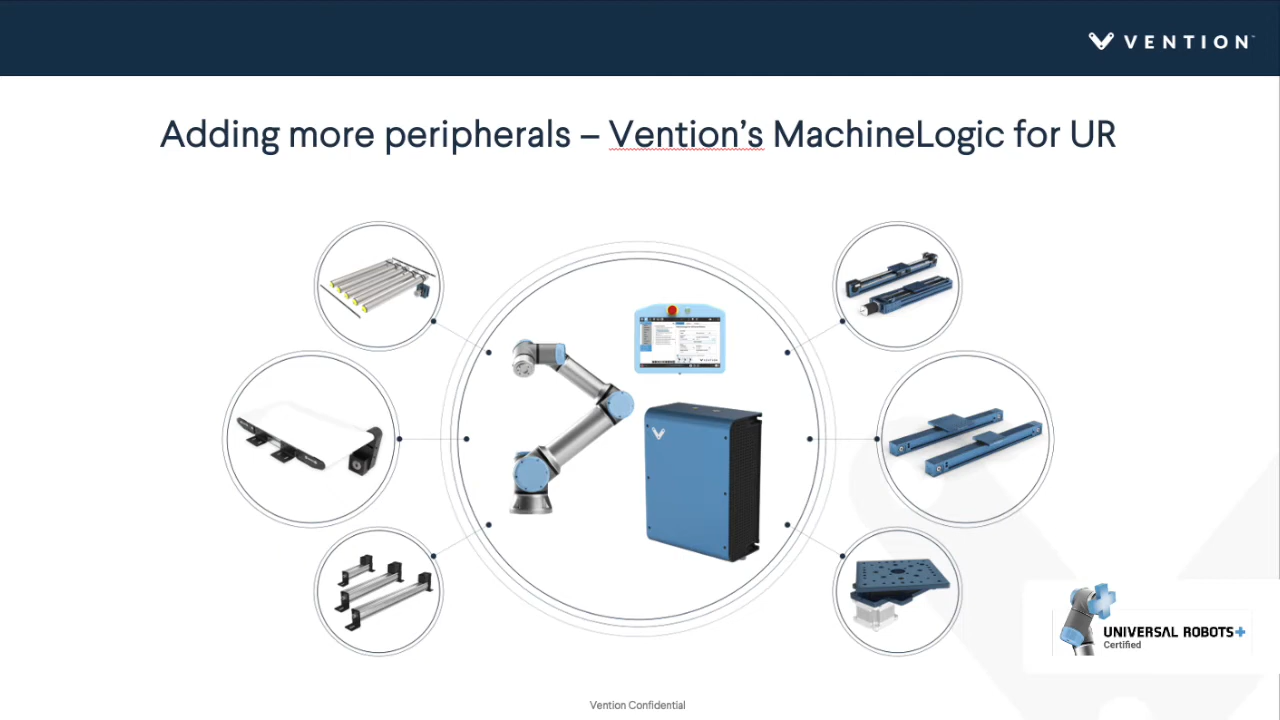 VENTION
Adding more peripherals – Vention's MachineLogic for UR
UNIVERSAL ROBOTS+
Certified
Vention Confidential